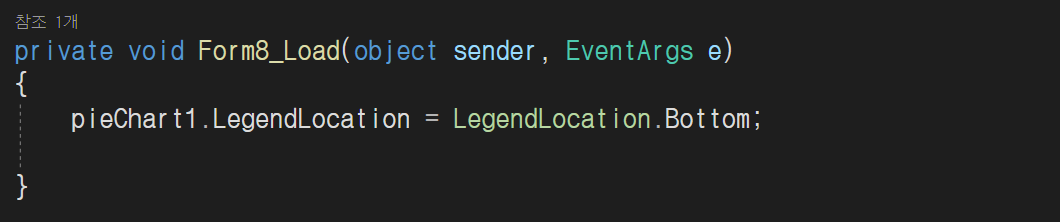 참조 1개
private void Form8_Load(object sender, EventArgs e)
{
pieChart1.LegendLocation = LegendLocation.Bottom;
}